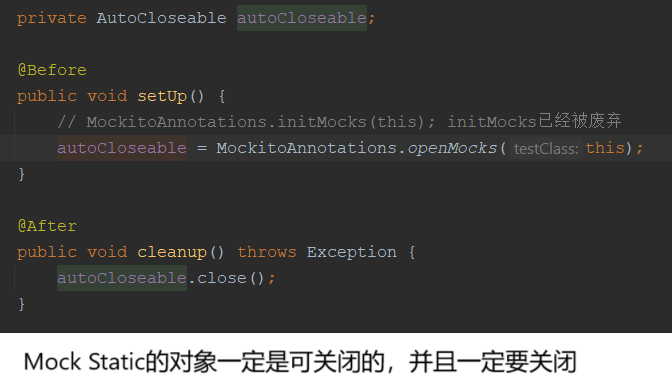 private AutoCloseable autoCloseable;
@Before
public void setUp() {
// MockitoAnnotations.initMocks(this); initMocks已经被废弃
autoCloseable = MockitoAnnotations.openMocks( testClass: this);
}
@After
public void cleanup() throws Exception {
autoCloseable.close();
}
Mock Static的对象一定是可关闭的，并且一定要关闭